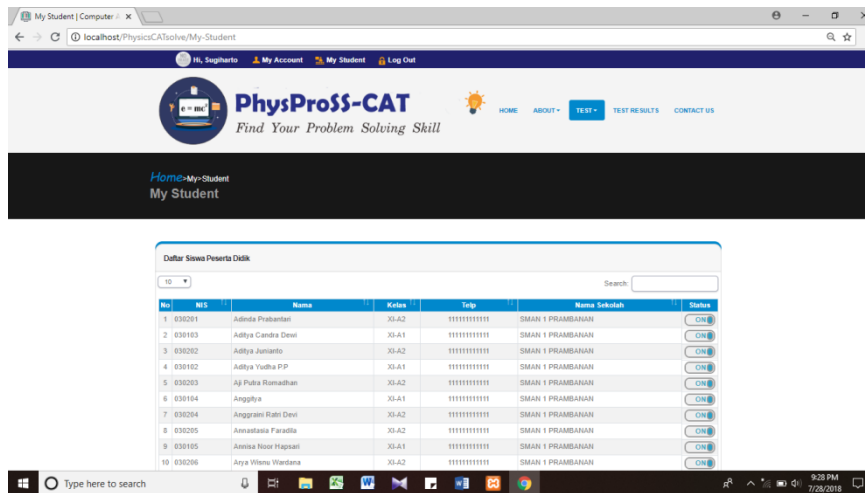 My Student | Computer A
localhost/PhysicsCATsolve/My-Student
Hi, Sugiharto My Account My Student Log Out
e = mc²
PhysProSS-CAT
Find Your Problem Solving Skill
HOME ABOUT TEST TEST RESULTS CONTACT US
Home>My>Student
My Student
Daftar Siswa Peserta Didik
10 Search:
No NIS Nama Kelas Telp Nama Sekolah Status
1 030201 Adinda Prabantari XI-A2 111111111111 SMAN 1 PRAMBANAN ON
2 030103 Aditya Candra Dewi XI-A1 111111111111 SMAN 1 PRAMBANAN ON
3 030202 Aditya Junianto XI-A2 111111111111 SMAN 1 PRAMBANAN ON
4 030102 Aditya Yudha P.P XI-A1 111111111111 SMAN 1 PRAMBANAN ON
5 030203 Aji Putra Romadhan XI-A2 111111111111 SMAN 1 PRAMBANAN ON
6 030104 Anggitya XI-A1 111111111111 SMAN 1 PRAMBANAN ON
7 030204 Anggraini Ratri Devi XI-A2 111111111111 SMAN 1 PRAMBANAN ON
8 030205 Annastasia Faradila XI-A2 111111111111 SMAN 1 PRAMBANAN ON
9 030105 Annisa Noor Hapsari XI-A1 111111111111 SMAN 1 PRAMBANAN ON
10 030206 Arya Wisnu Wardana XI-A2 111111111111 SMAN 1 PRAMBANAN ON
Type here to search
9:28 PM
7/28/2018